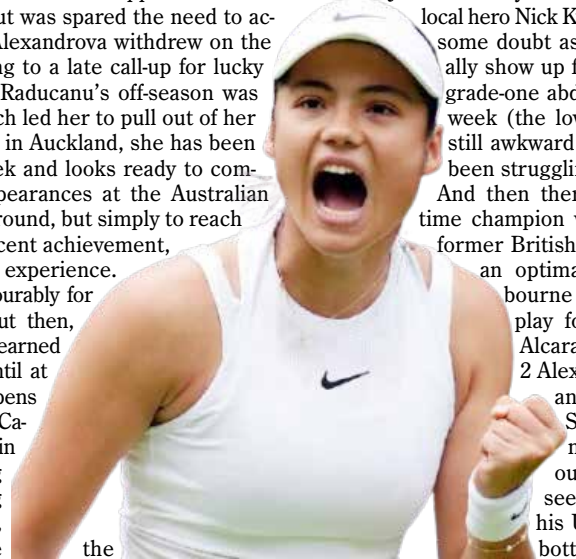 ut was spared the need to ac-
Alexandrova withdrew on the
ng to a late call-up for lucky
Raducanu's off-season was
ch led her to pull out of her
in Auckland, she has been
ek and looks ready to com-
pearances at the Australian
round, but simply to reach
cent achievement,
experience.
ourably for
ut then,
earned
ntil at
pens
Ca-
in
the
local hero Nick K
some doubt as
ally show up f
grade-one abd
week (the lov
still awkward
been strugglin
And then ther
time champion
former British
an optima
bourne
play fo
Alcara
2 Alex
an
S
n
ou
see
his U
bott